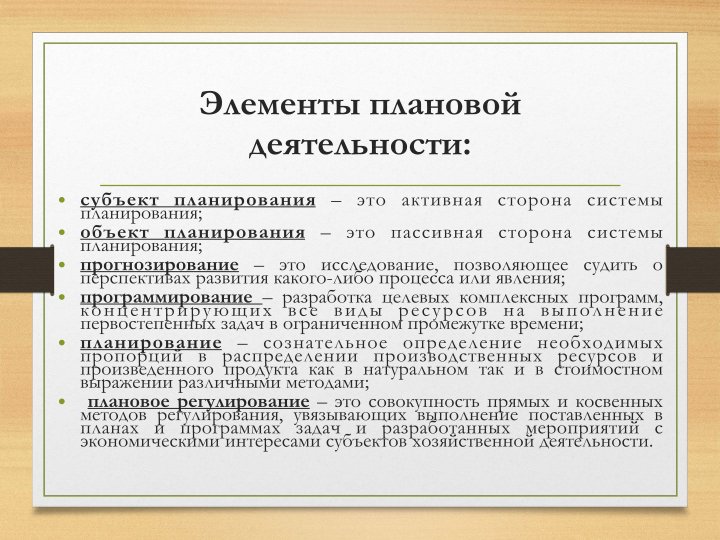 Элементы плановой
деятельности:
• субъект планирования – это активная сторона системы
планирования;
• объект планирования – это пассивная сторона системы
планирования;
• прогнозирование – это исследование, позволяющее судить о
перспективах развития какого-либо процесса или явления;
• программирование – разработка целевых комплексных программ,
концентрирующих все виды ресурсов на выполнение
первостепенных задач в ограниченном промежутке времени;
• планирование – сознательное определение необходимых
пропорций в распределении производственных ресурсов и
произведенного продукта как в натуральном так и в стоимостном
выражении различными методами;
• плановое регулирование – это совокупность прямых и косвенных
методов регулирования, увязывающих выполнение поставленных в
планах и программах задач и разработанных мероприятий с
экономическими интересами субъектов хозяйственной деятельности.